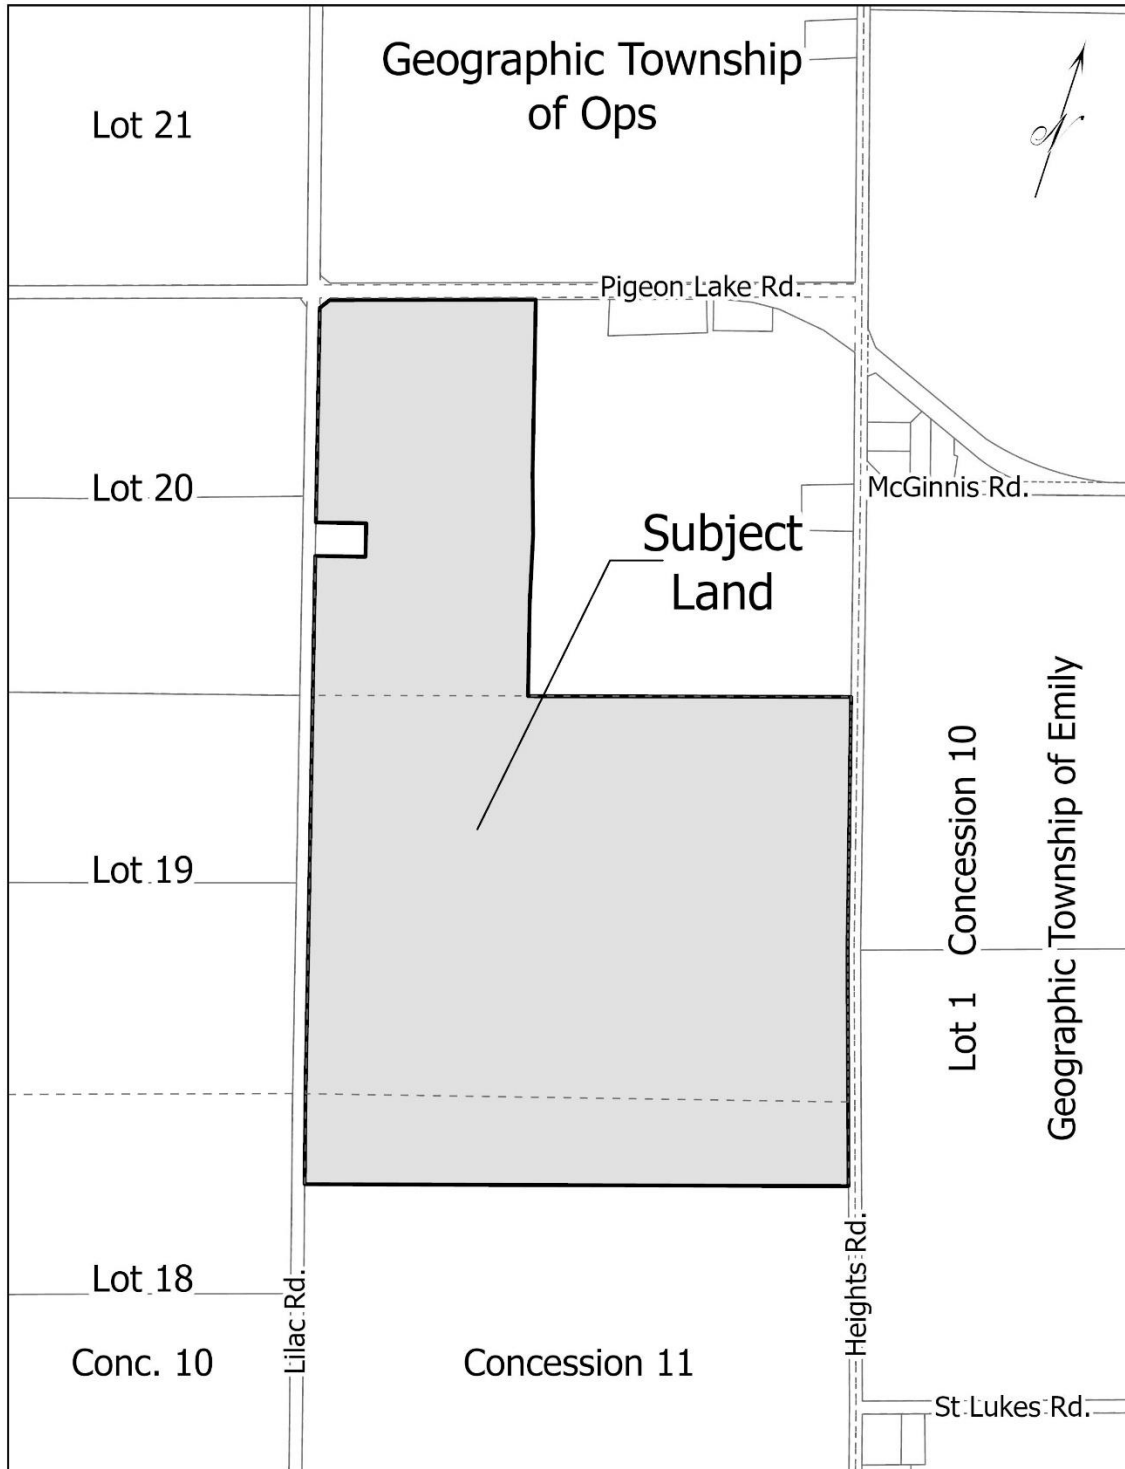 Geographic Township
of Ops
Lot 21
N
Pigeon Lake Rd.
Lot 20
McGinnis Rd.
Subject
Land
Lot 19
Lot 1 Concession 10
Geographic Township of Emily
Lot 18
Lilac Rd.
Heights Rd.
Conc. 10
Concession 11
St Lukes Rd.